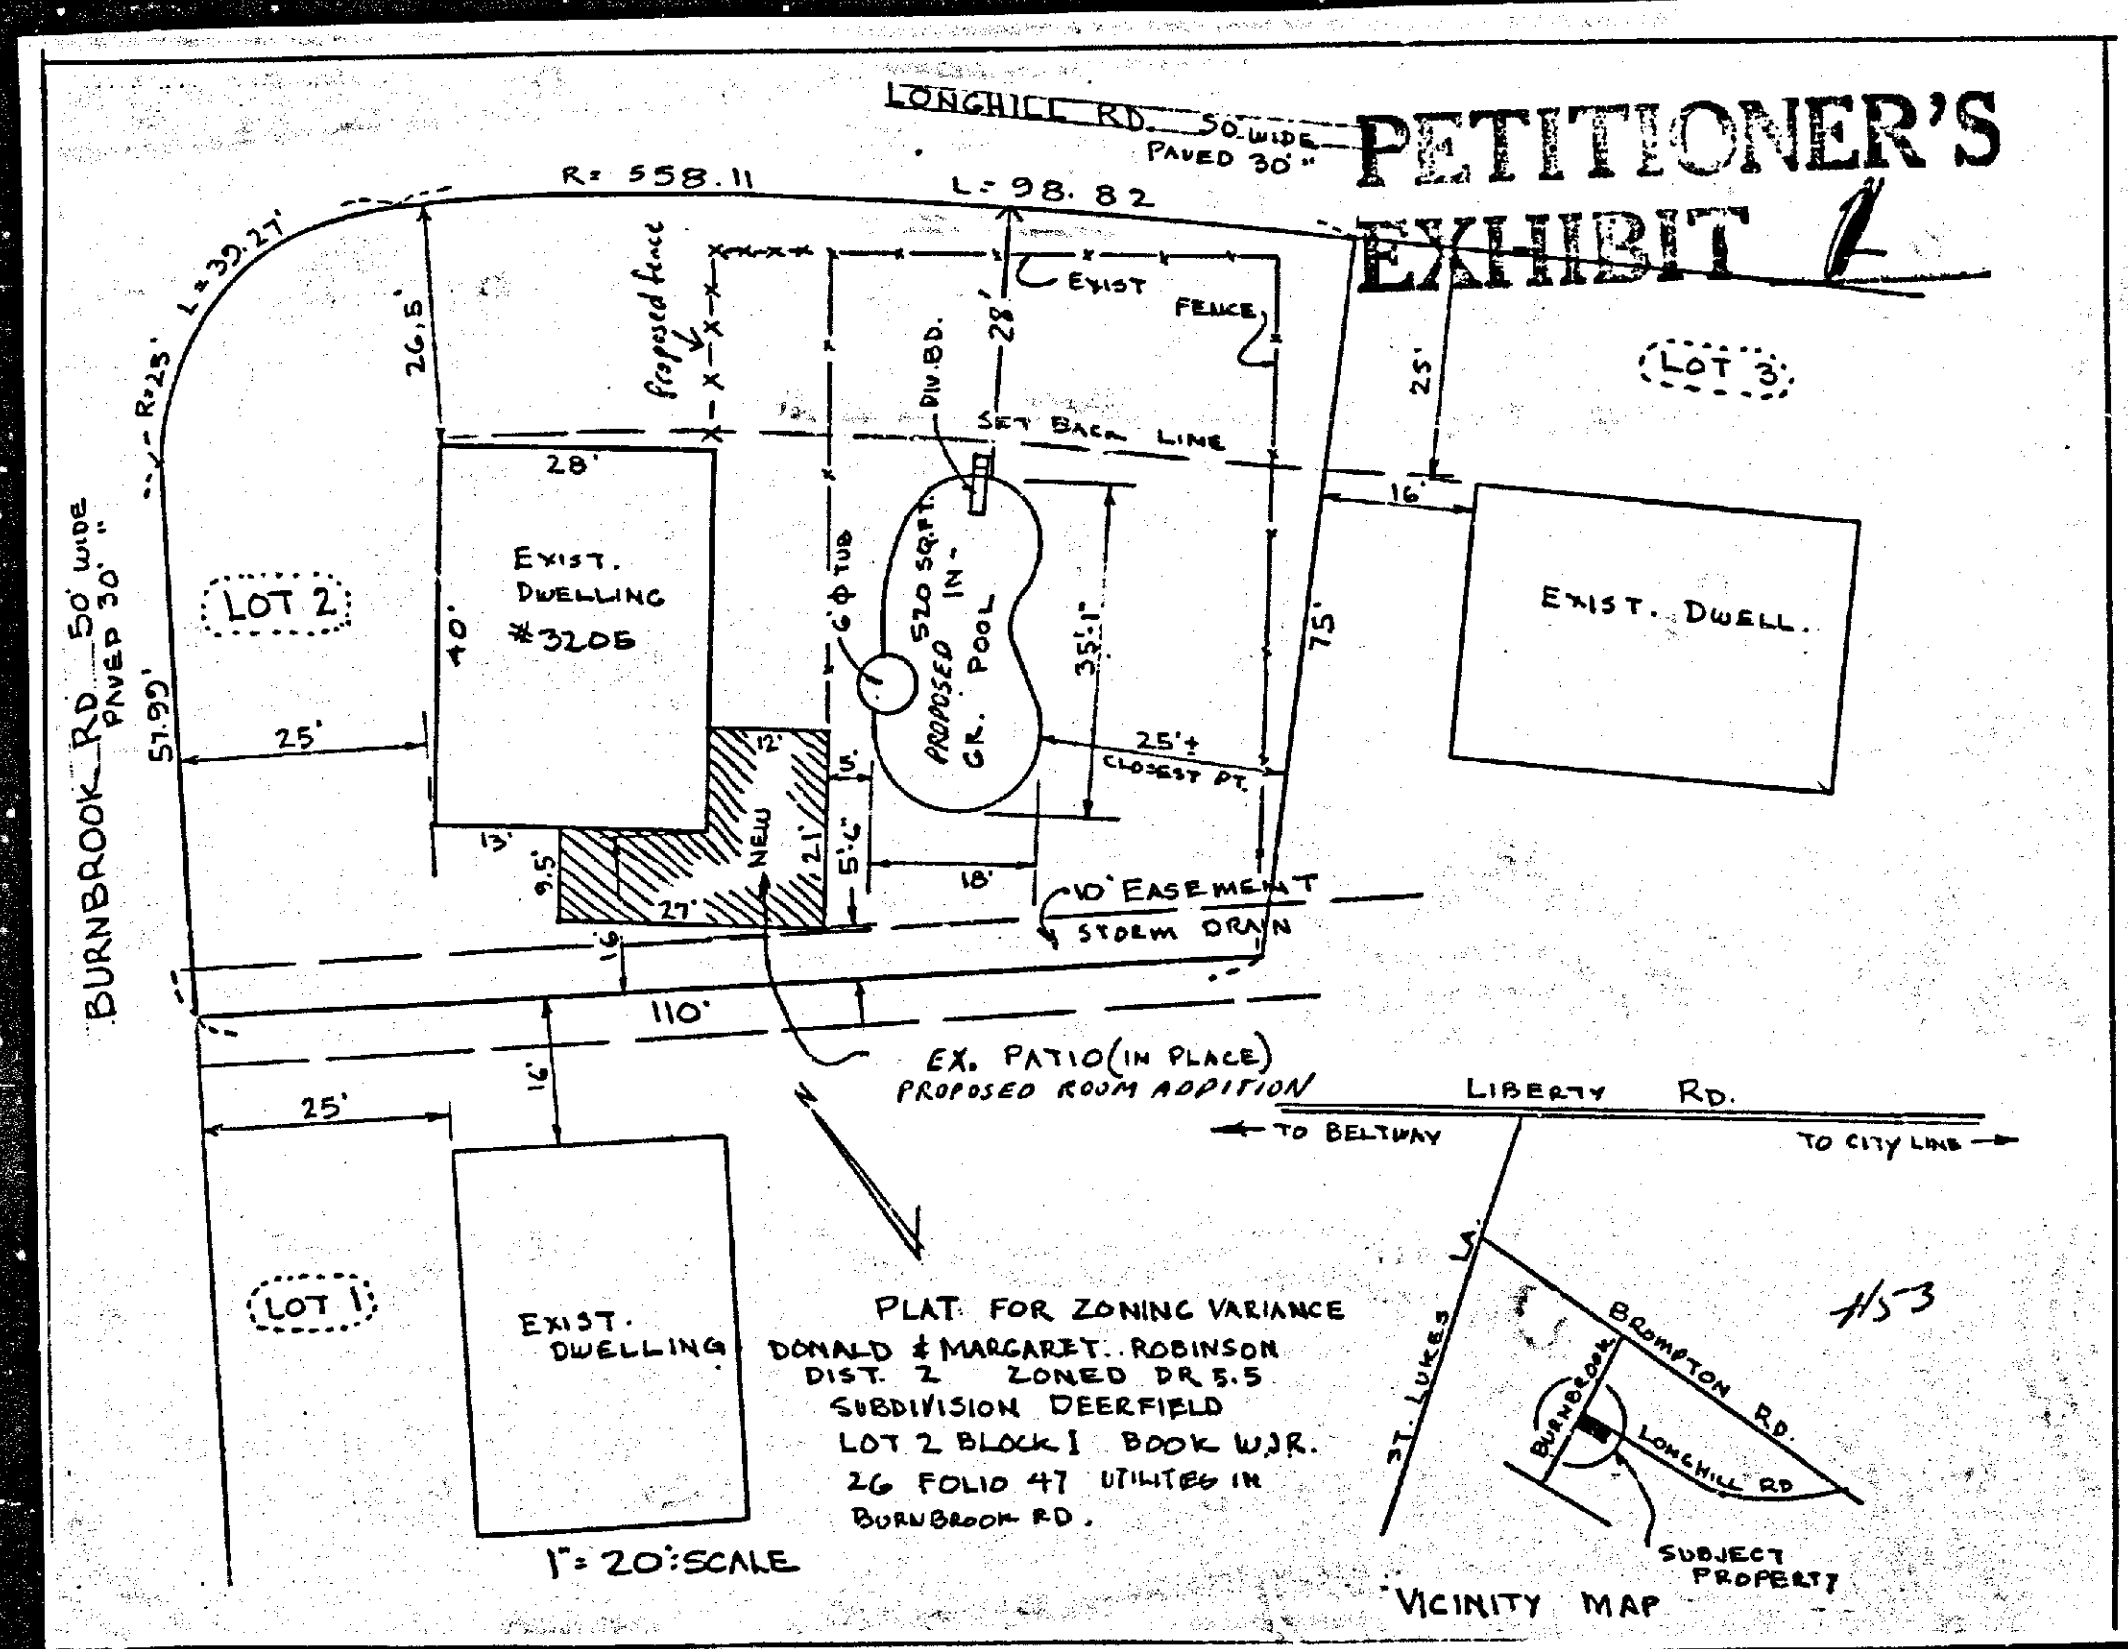 LONGHILL RD. 50' WIDE
PAVED 30' "
PETITIONER'S
EXHIBIT
R= 558.11
L= 98.82
L=39.27'
R=25'
26.5'
Proposed fence
28'
EXIST
FENCE
DIV. BD.
SET BACK LINE
25'
LOT 3
28'
16'
BURNBROOK RD 50' WIDE
PAVED 30' "
57.99'
LOT 2
25'
40'
EXIST.
DWELLING
#3205
6' Φ TUB
520 SQ.FT.
PROPOSED IN-
GR. POOL
35'-1"
75'
EXIST. DWELL.
25'±
CLOSEST PT.
12'
5'
13'
9.5'
NEW
21'
5'-6"
18'
27'
10' EASEMENT
STORM DRAIN
16'
110'
EX. PATIO (IN PLACE)
PROPOSED ROOM ADDITION
16'
25'
N
LOT 1
EXIST.
DWELLING
LIBERTY RD.
← TO BELTWAY
TO CITY LINE →
PLAT FOR ZONING VARIANCE
DONALD & MARGARET ROBINSON
DIST. 2 ZONED DR 5.5
SUBDIVISION DEERFIELD
LOT 2 BLOCK I BOOK W.J.R.
26 FOLIO 47 UTILITES IN
BURNBROOK RD.
1"= 20' SCALE
ST. LUKES LA.
BROMPTON RD.
BURNBROOK
LONGHILL RD
SUBJECT
PROPERTY
VICINITY MAP